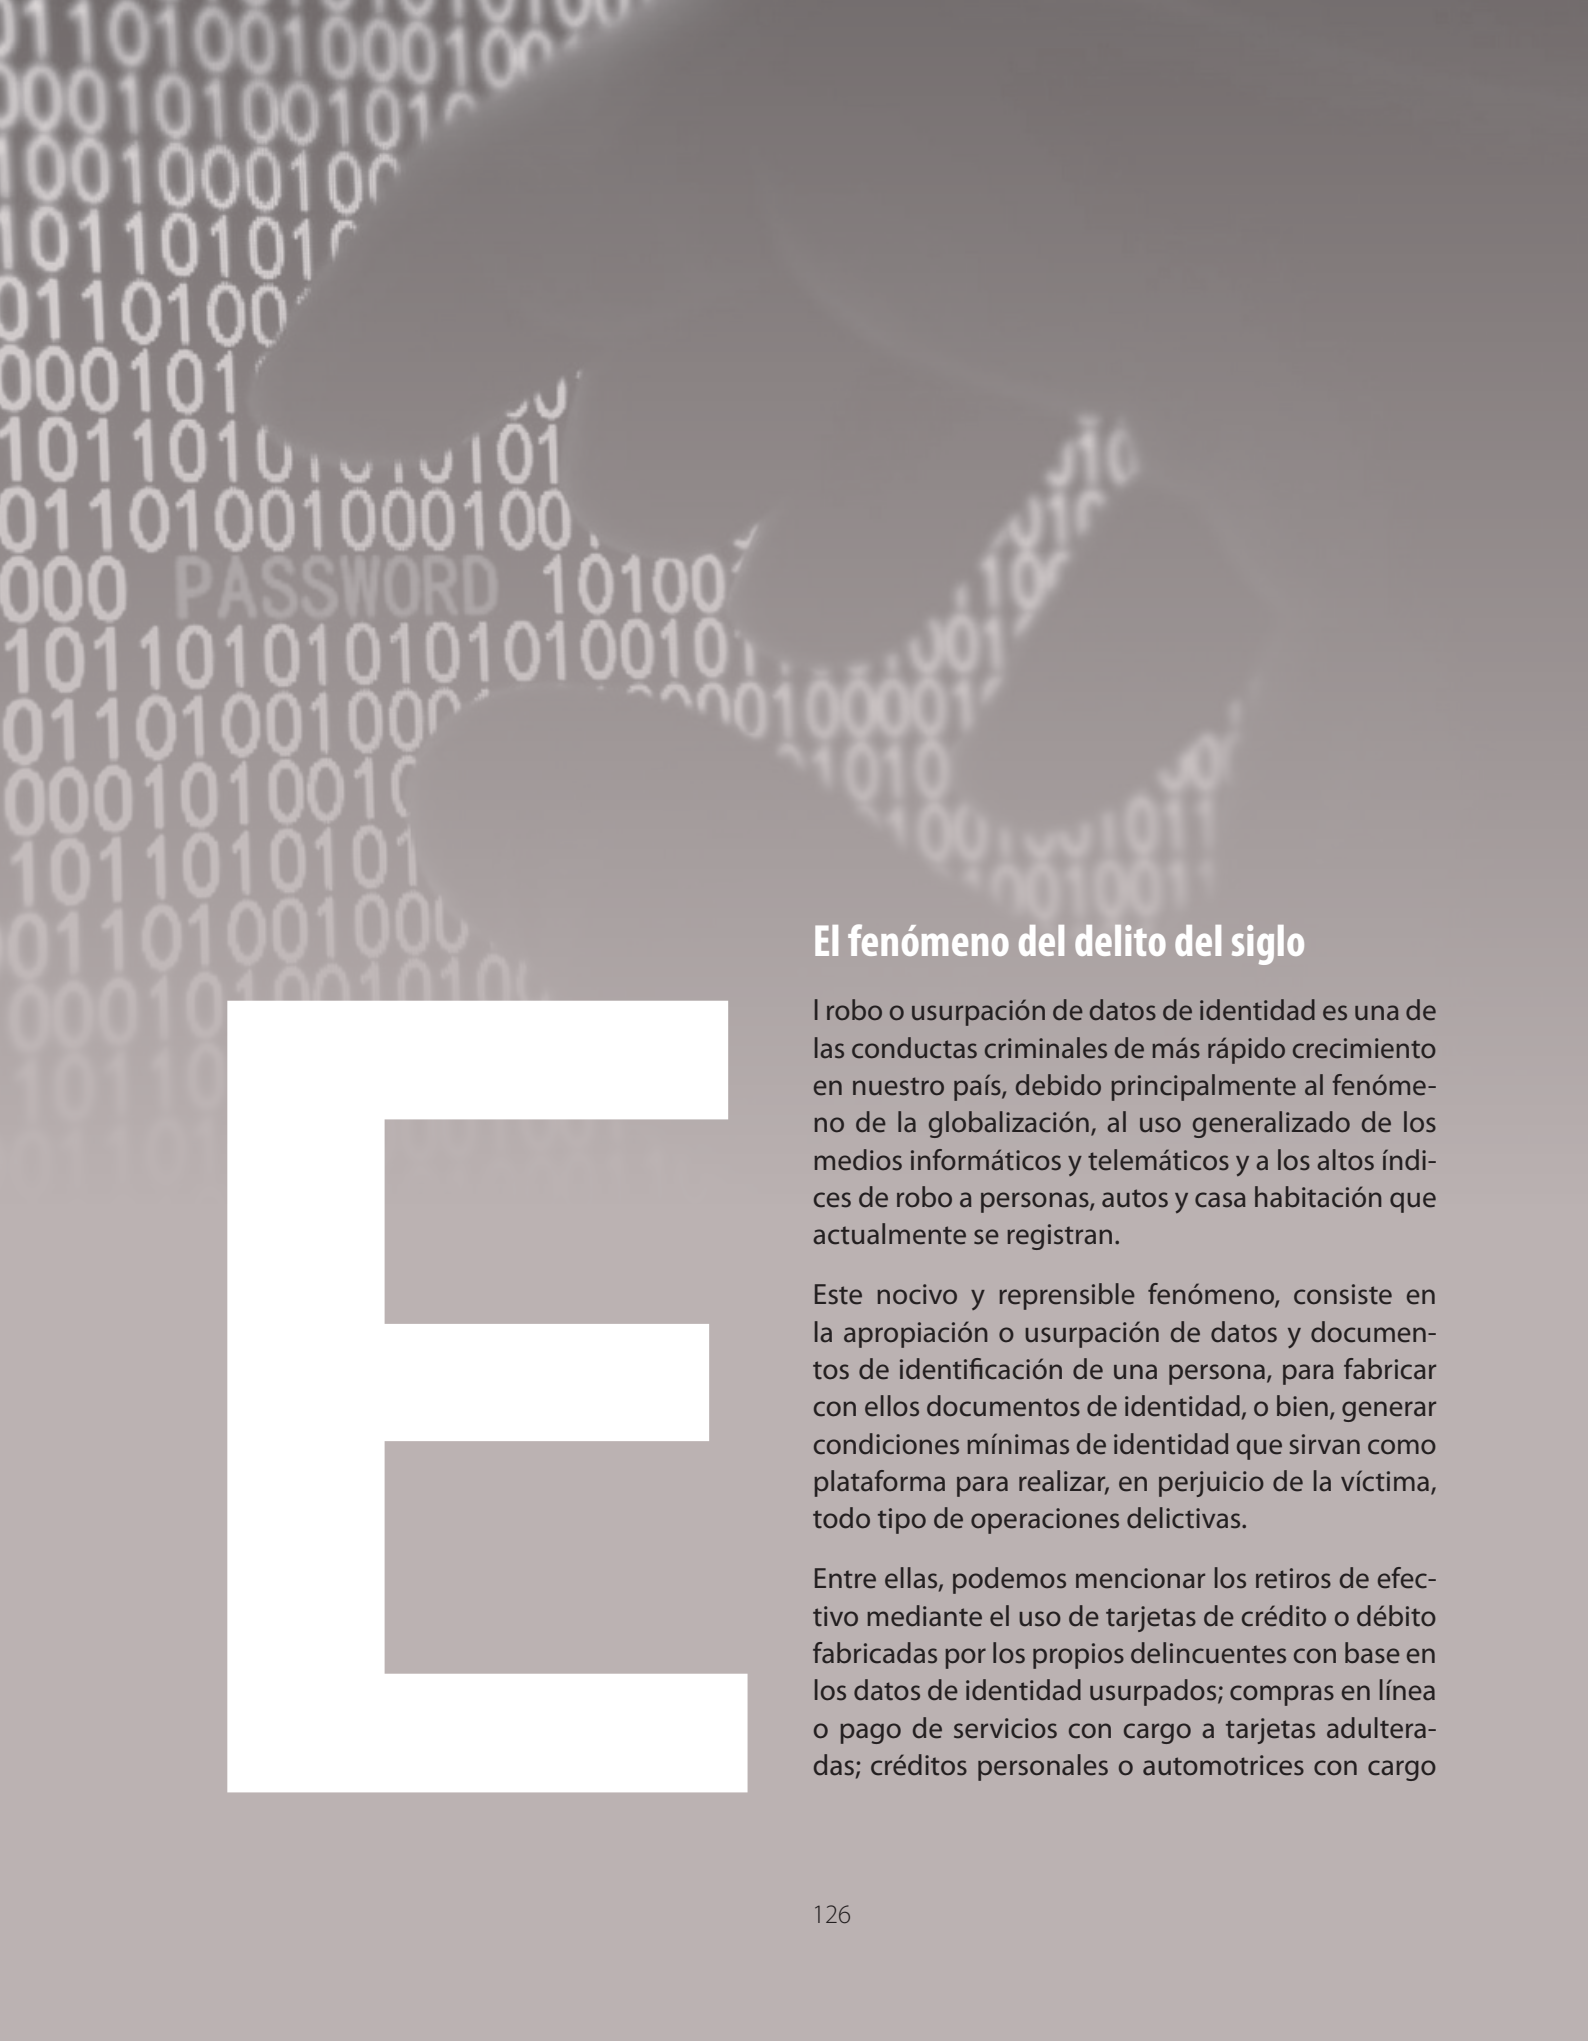 PASSWORD
El fenómeno del delito del siglo
El robo o usurpación de datos de identidad es una de
las conductas criminales de más rápido crecimiento
en nuestro país, debido principalmente al fenóme-
no de la globalización, al uso generalizado de los
medios informáticos y telemáticos y a los altos índi-
ces de robo a personas, autos y casa habitación que
actualmente se registran.
Este nocivo y reprensible fenómeno, consiste en
la apropiación o usurpación de datos y documen-
tos de identificación de una persona, para fabricar
con ellos documentos de identidad, o bien, generar
condiciones mínimas de identidad que sirvan como
plataforma para realizar, en perjuicio de la víctima,
todo tipo de operaciones delictivas.
Entre ellas, podemos mencionar los retiros de efec-
tivo mediante el uso de tarjetas de crédito o débito
fabricadas por los propios delincuentes con base en
los datos de identidad usurpados; compras en línea
o pago de servicios con cargo a tarjetas adultera-
das; créditos personales o automotrices con cargo
126